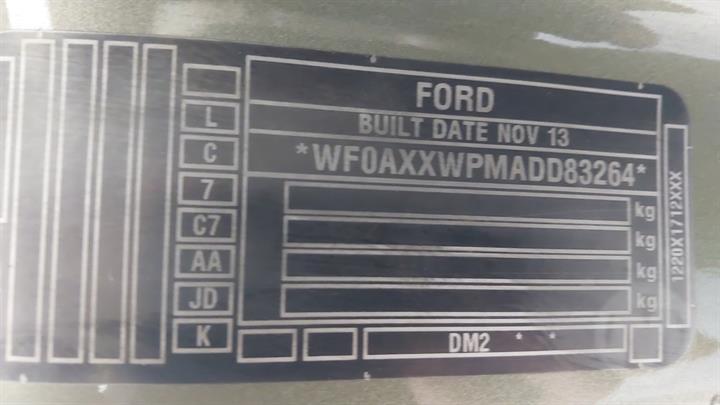 FORD
BUILT DATE NOV 13
*WF0AXXWPMADD83264*
kg
kg
kg
kg
L
C
7
C7
AA
JD
K
DM2 * *
1220X1712XXX